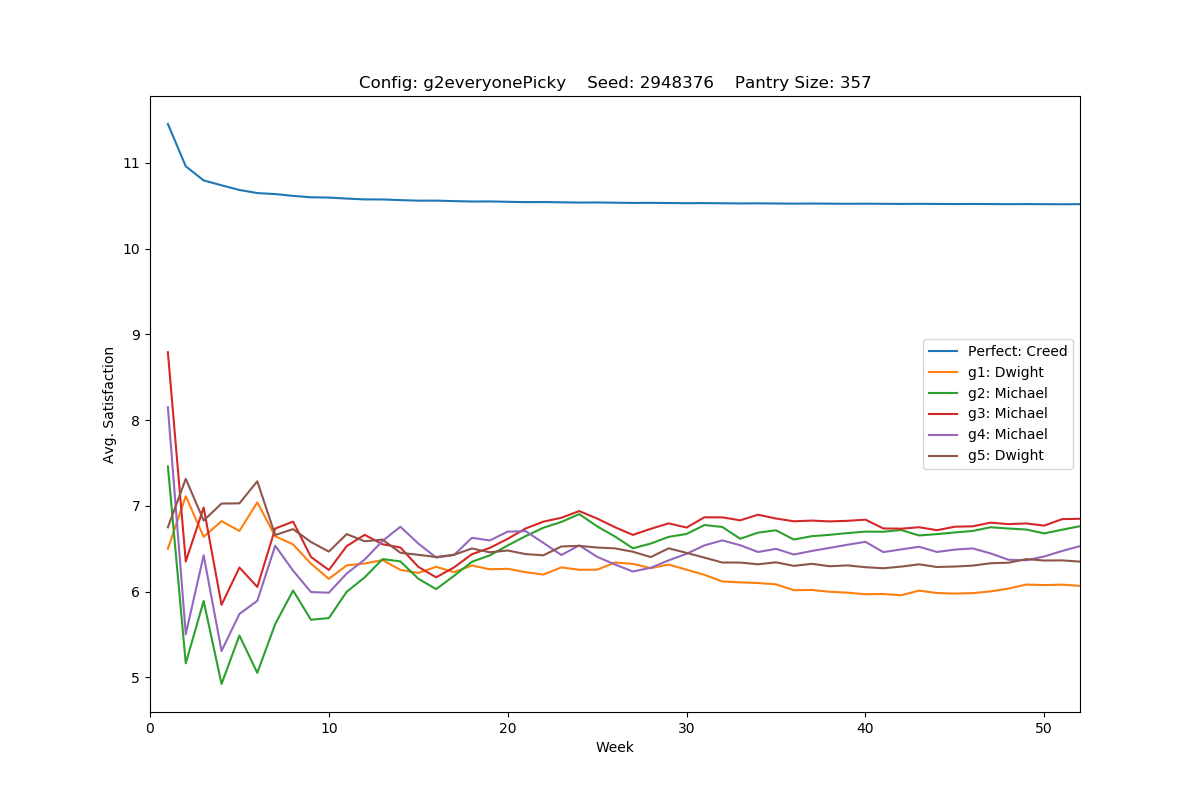 Config: g2everyonePicky    Seed: 2948376    Pantry Size: 357
Avg. Satisfaction
11
10
9
8
7
6
5
Perfect: Creed
g1: Dwight
g2: Michael
g3: Michael
g4: Michael
g5: Dwight
0 10 20 30 40 50
Week